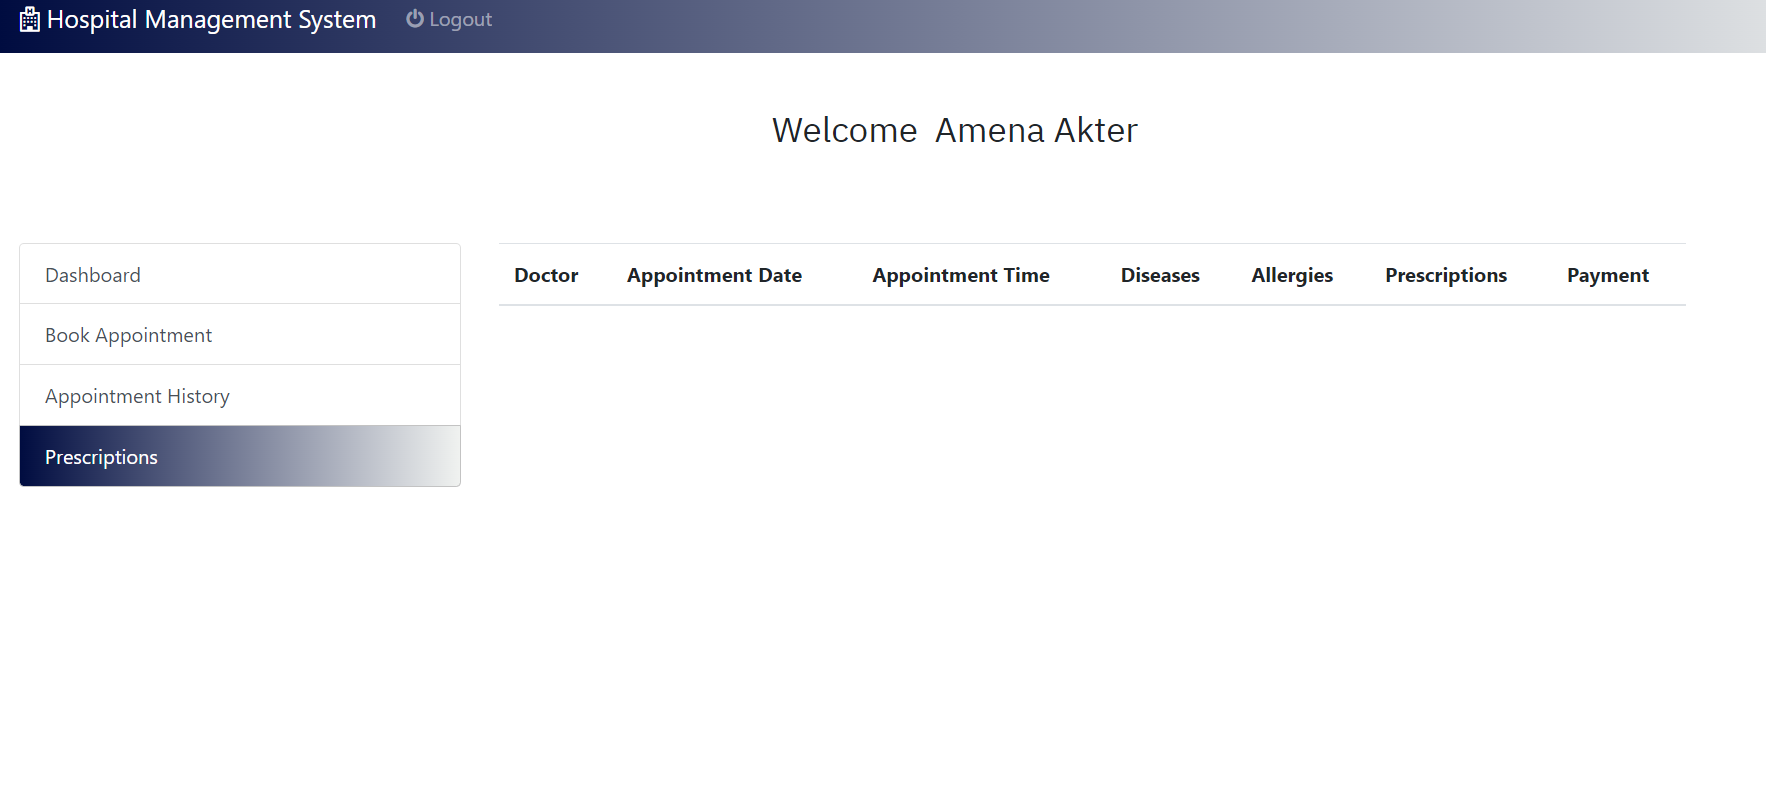 Hospital Management System Logout
Welcome Amena Akter
Dashboard
Book Appointment
Appointment History
Prescriptions
Doctor Appointment Date Appointment Time Diseases Allergies Prescriptions Payment